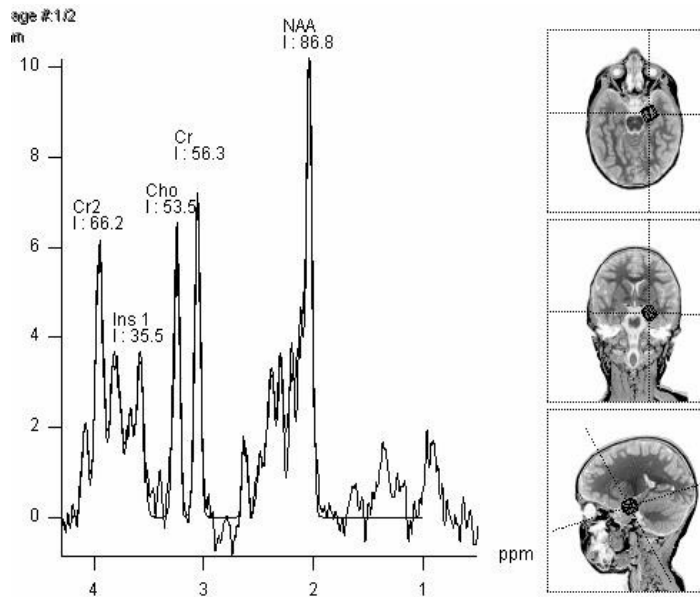 age #:1/2
m
NAA
I : 86.8
10
Cr
I : 56.3
8
Cho
I : 53.5
Cr2
I : 66.2
6
Ins 1
I : 35.5
4
2
0
ppm
4
3
2
1